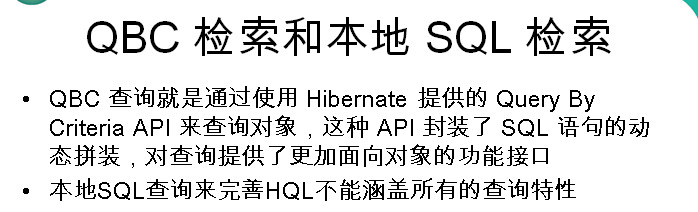 QBC 检索和本地 SQL 检索
• QBC 查询就是通过使用 Hibernate 提供的 Query By
Criteria API 来查询对象，这种 API 封装了 SQL 语句的动
态拼装，对查询提供了更加面向对象的功能接口
• 本地SQL查询来完善HQL不能涵盖所有的查询特性